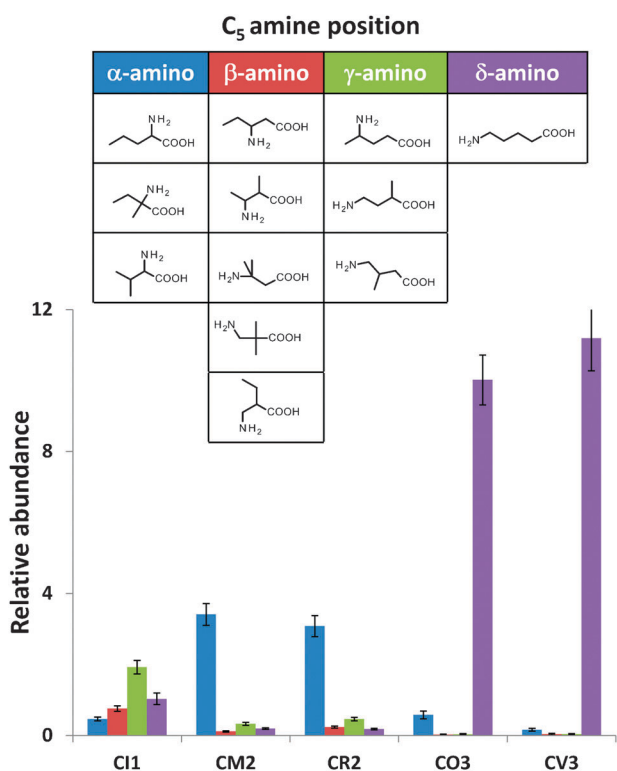 C₅ amine position
α-amino β-amino γ-amino δ-amino
NH₂ COOH
COOH NH₂
NH₂ COOH
H₂N COOH
NH₂ COOH
COOH NH₂
H₂N COOH
NH₂ COOH
H₂N COOH
H₂N COOH
H₂N COOH
COOH NH₂
Relative abundance
12
8
4
0
CI1 CM2 CR2 CO3 CV3